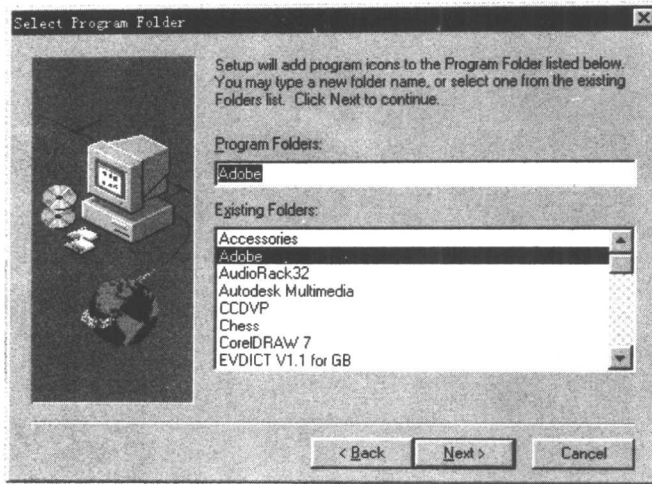 Select Program Folder
Setup will add program icons to the Program Folder listed below.
You may type a new folder name, or select one from the existing
Folders list. Click Next to continue.
Program Folders:
Adobe
Existing Folders:
Accessories
Adobe
AudioRack32
Autodesk Multimedia
CCDVP
Chess
CorelDRAW 7
EVDICT V1.1 for GB
< Back
Next >
Cancel